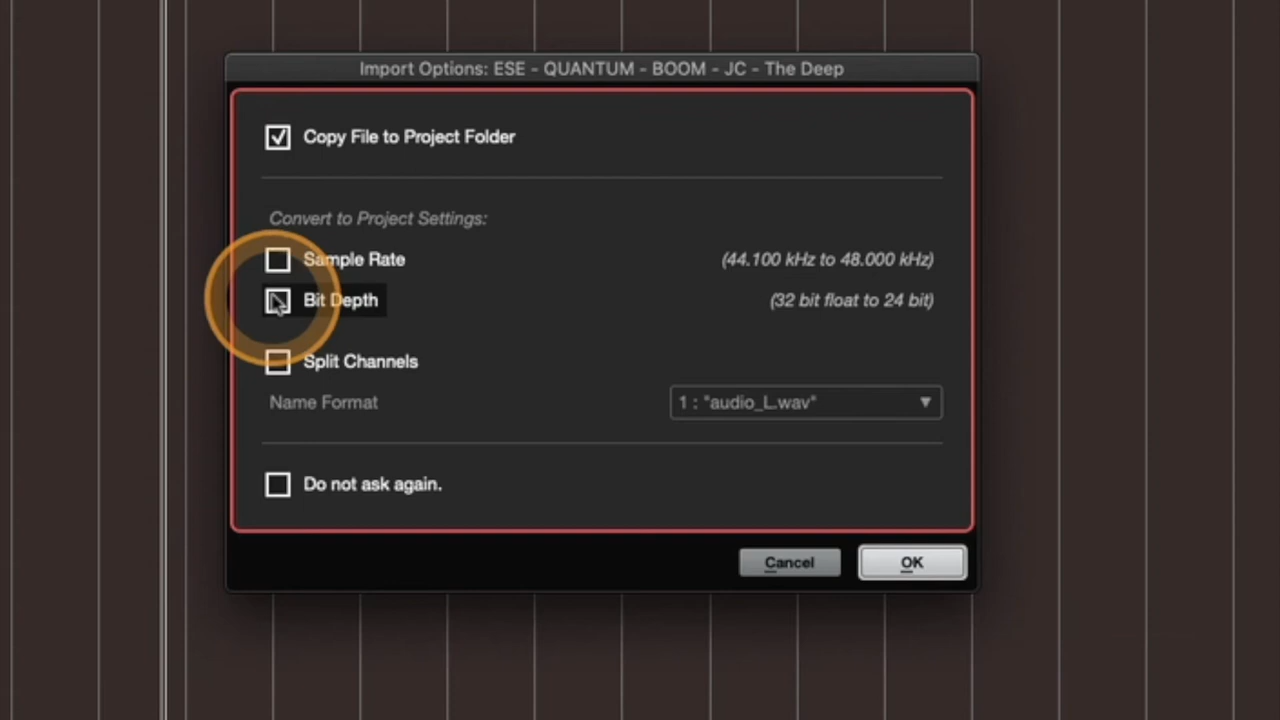 Import Options: ESE - QUANTUM - BOOM - JC - The Deep
Copy File to Project Folder
Convert to Project Settings:
Sample Rate (44.100 kHz to 48.000 kHz)
Bit Depth (32 bit float to 24 bit)
Split Channels
Name Format 1 : "audio_L.wav"
Do not ask again.
Cancel OK